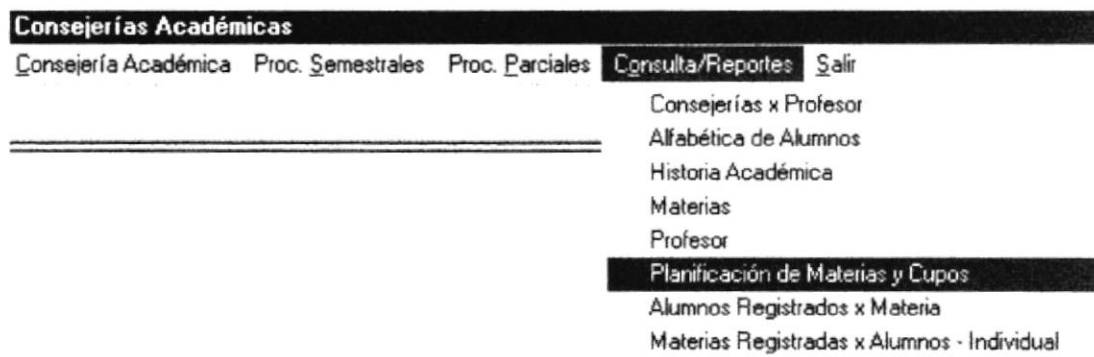 Consejerías Académicas
Consejería Académica Proc. Semestrales Proc. Parciales Consulta/Reportes Salir
Consejerías x Profesor
Alfabética de Alumnos
Historia Académica
Materias
Profesor
Planificación de Materias y Cupos
Alumnos Registrados x Materia
Materias Registradas x Alumnos - Individual